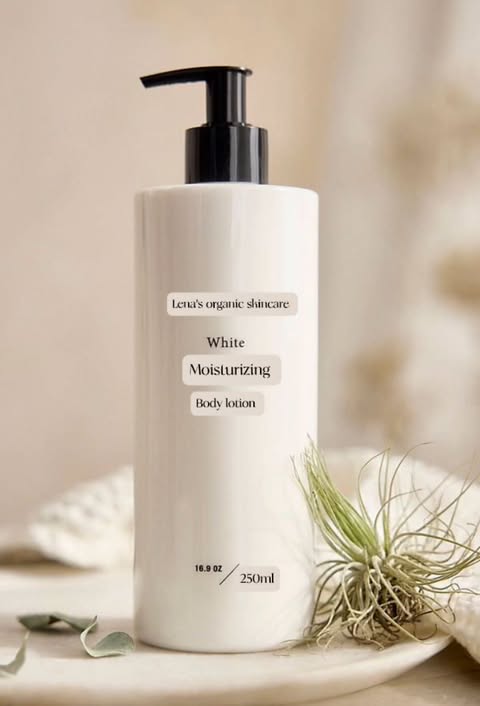 Lena's organic skincare
White
Moisturizing
Body lotion
16.9 OZ / 250ml